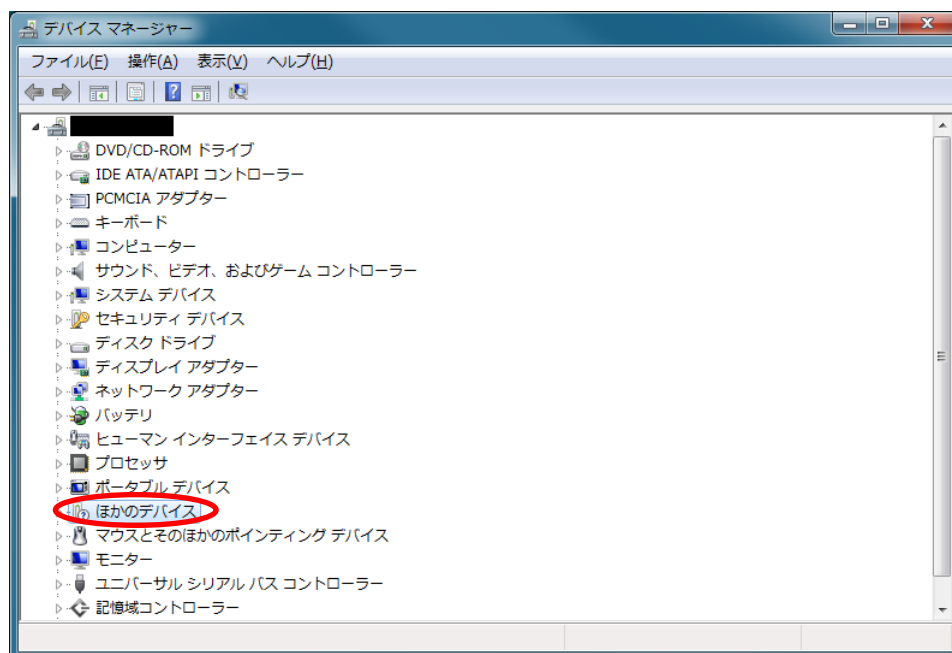 デバイス マネージャー
ファイル(F) 操作(A) 表示(V) ヘルプ(H)
DVD/CD-ROM ドライブ
IDE ATA/ATAPI コントローラー
PCMCIA アダプター
キーボード
コンピューター
サウンド、ビデオ、およびゲーム コントローラー
システム デバイス
セキュリティ デバイス
ディスク ドライブ
ディスプレイ アダプター
ネットワーク アダプター
バッテリ
ヒューマン インターフェイス デバイス
プロセッサ
ポータブル デバイス
ほかのデバイス
マウスとそのほかのポインティング デバイス
モニター
ユニバーサル シリアル バス コントローラー
記憶域コントローラー